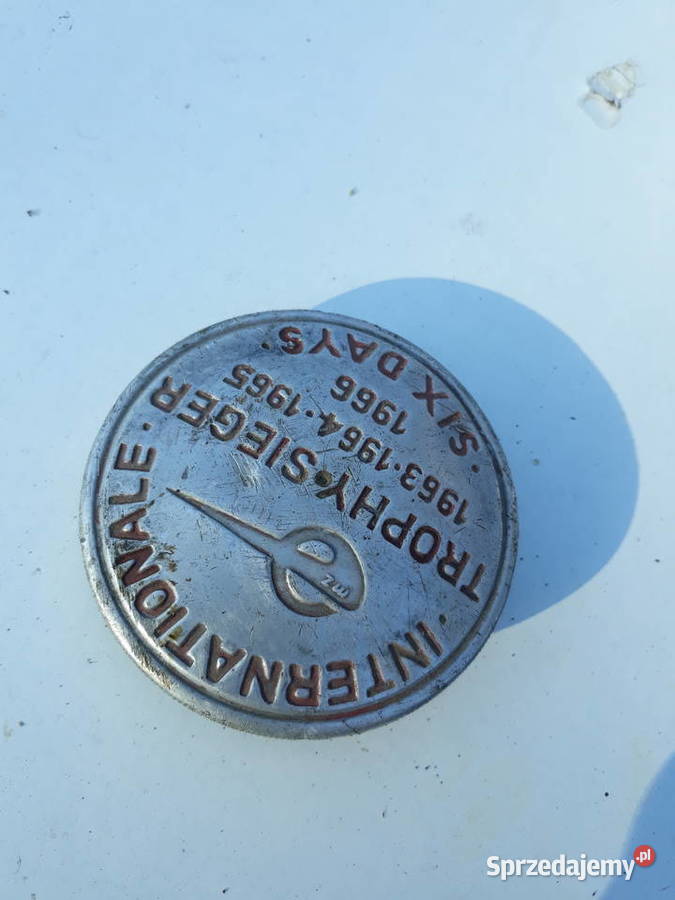 · INTERNATIONALE ·
mz
TROPHY·SIEGER
1963·1964·1965
1966
· SIX DAYS ·
Sprzedajemy.pl